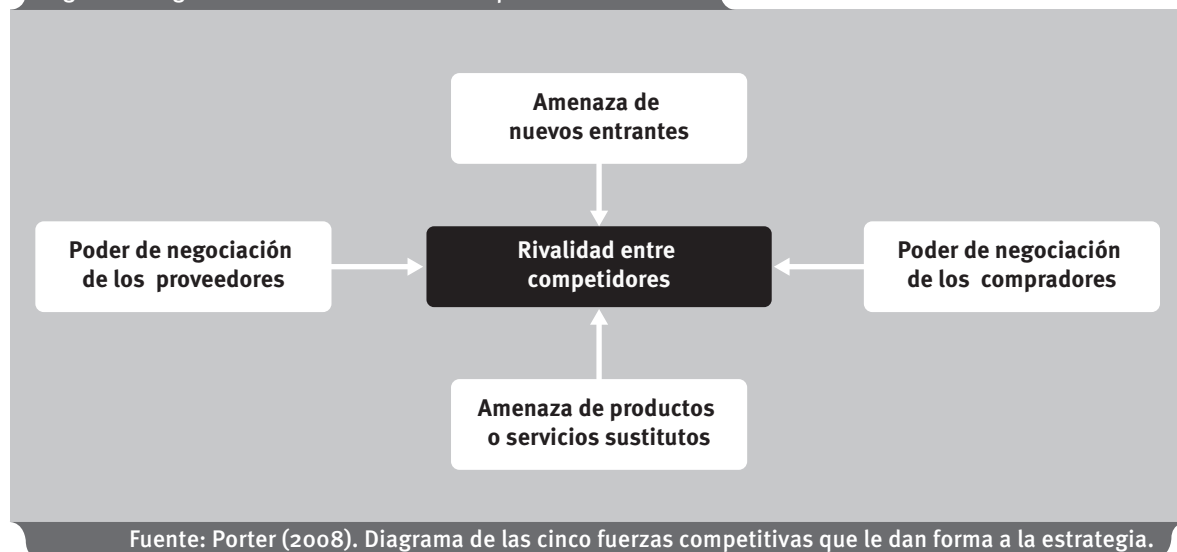 Amenaza de
nuevos entrantes
Poder de negociación
de los proveedores
Rivalidad entre
competidores
Poder de negociación
de los compradores
Amenaza de productos
o servicios sustitutos
Fuente: Porter (2008). Diagrama de las cinco fuerzas competitivas que le dan forma a la estrategia.